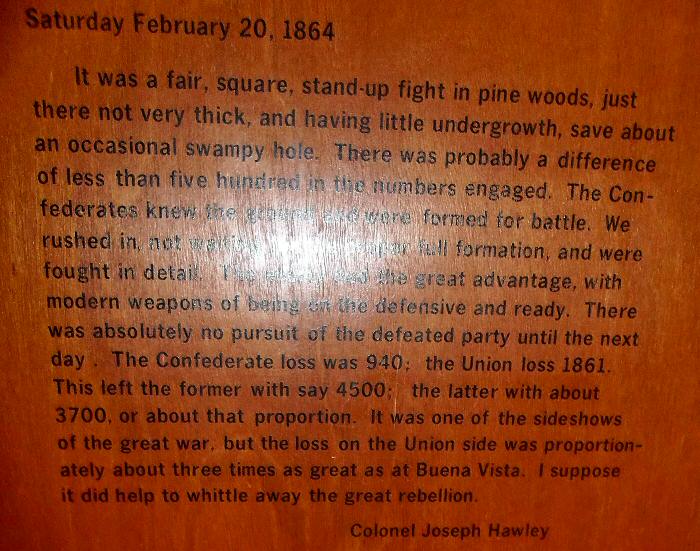 Saturday February 20, 1864
It was a fair, square, stand-up fight in pine woods, just
there not very thick, and having little undergrowth, save about
an occasional swampy hole. There was probably a difference
of less than five hundred in the numbers engaged. The Con-
federates knew the ground and were formed for battle. We
rushed in, not waiting full formation, and were
fought in detail. The had the great advantage, with
modern weapons of being on the defensive and ready. There
was absolutely no pursuit of the defeated party until the next
day . The Confederate loss was 940; the Union loss 1861.
This left the former with say 4500; the latter with about
3700, or about that proportion. It was one of the sideshows
of the great war, but the loss on the Union side was proportion-
ately about three times as great as at Buena Vista. I suppose
it did help to whittle away the great rebellion.
Colonel Joseph Hawley